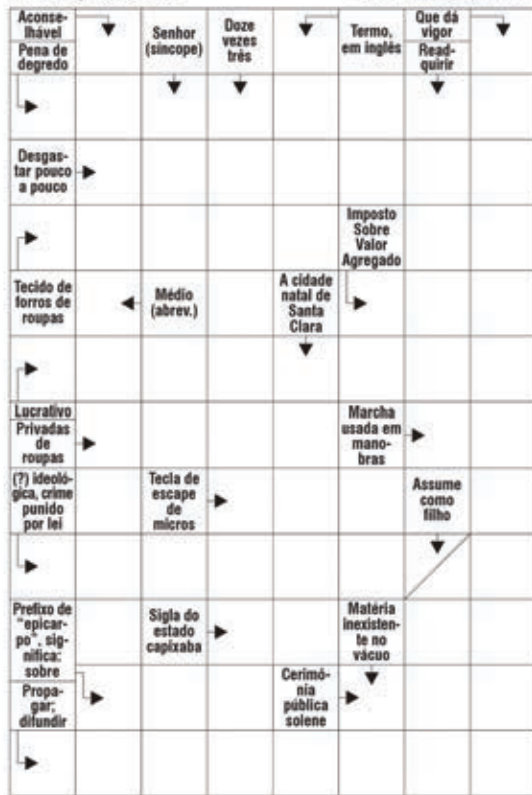 Aconse-
lhável
Pena de
degredo
Senhor
(síncope)
Doze
vezes
três
Termo,
em inglês
Que dá
vigor
Read-
quirir
Desgas-
tar pouco
a pouco
Imposto
Sobre
Valor
Agregado
Tecido de
forros de
roupas
Médio
(abrev.)
A cidade
natal de
Santa
Clara
Lucrativo
Privadas
de
roupas
Marcha
usada em
mano-
bras
(?) ideoló-
gica, crime
punido
por lei
Tecla de
escape
de
micros
Assume
como
filho
Prefixo de
"epicar-
po", sig-
nifica:
sobre
Sigla do
estado
capixaba
Matéria
inexisten-
te no
vácuo
Propa-
gar;
difundir
Cerimô-
nia
pública
solene